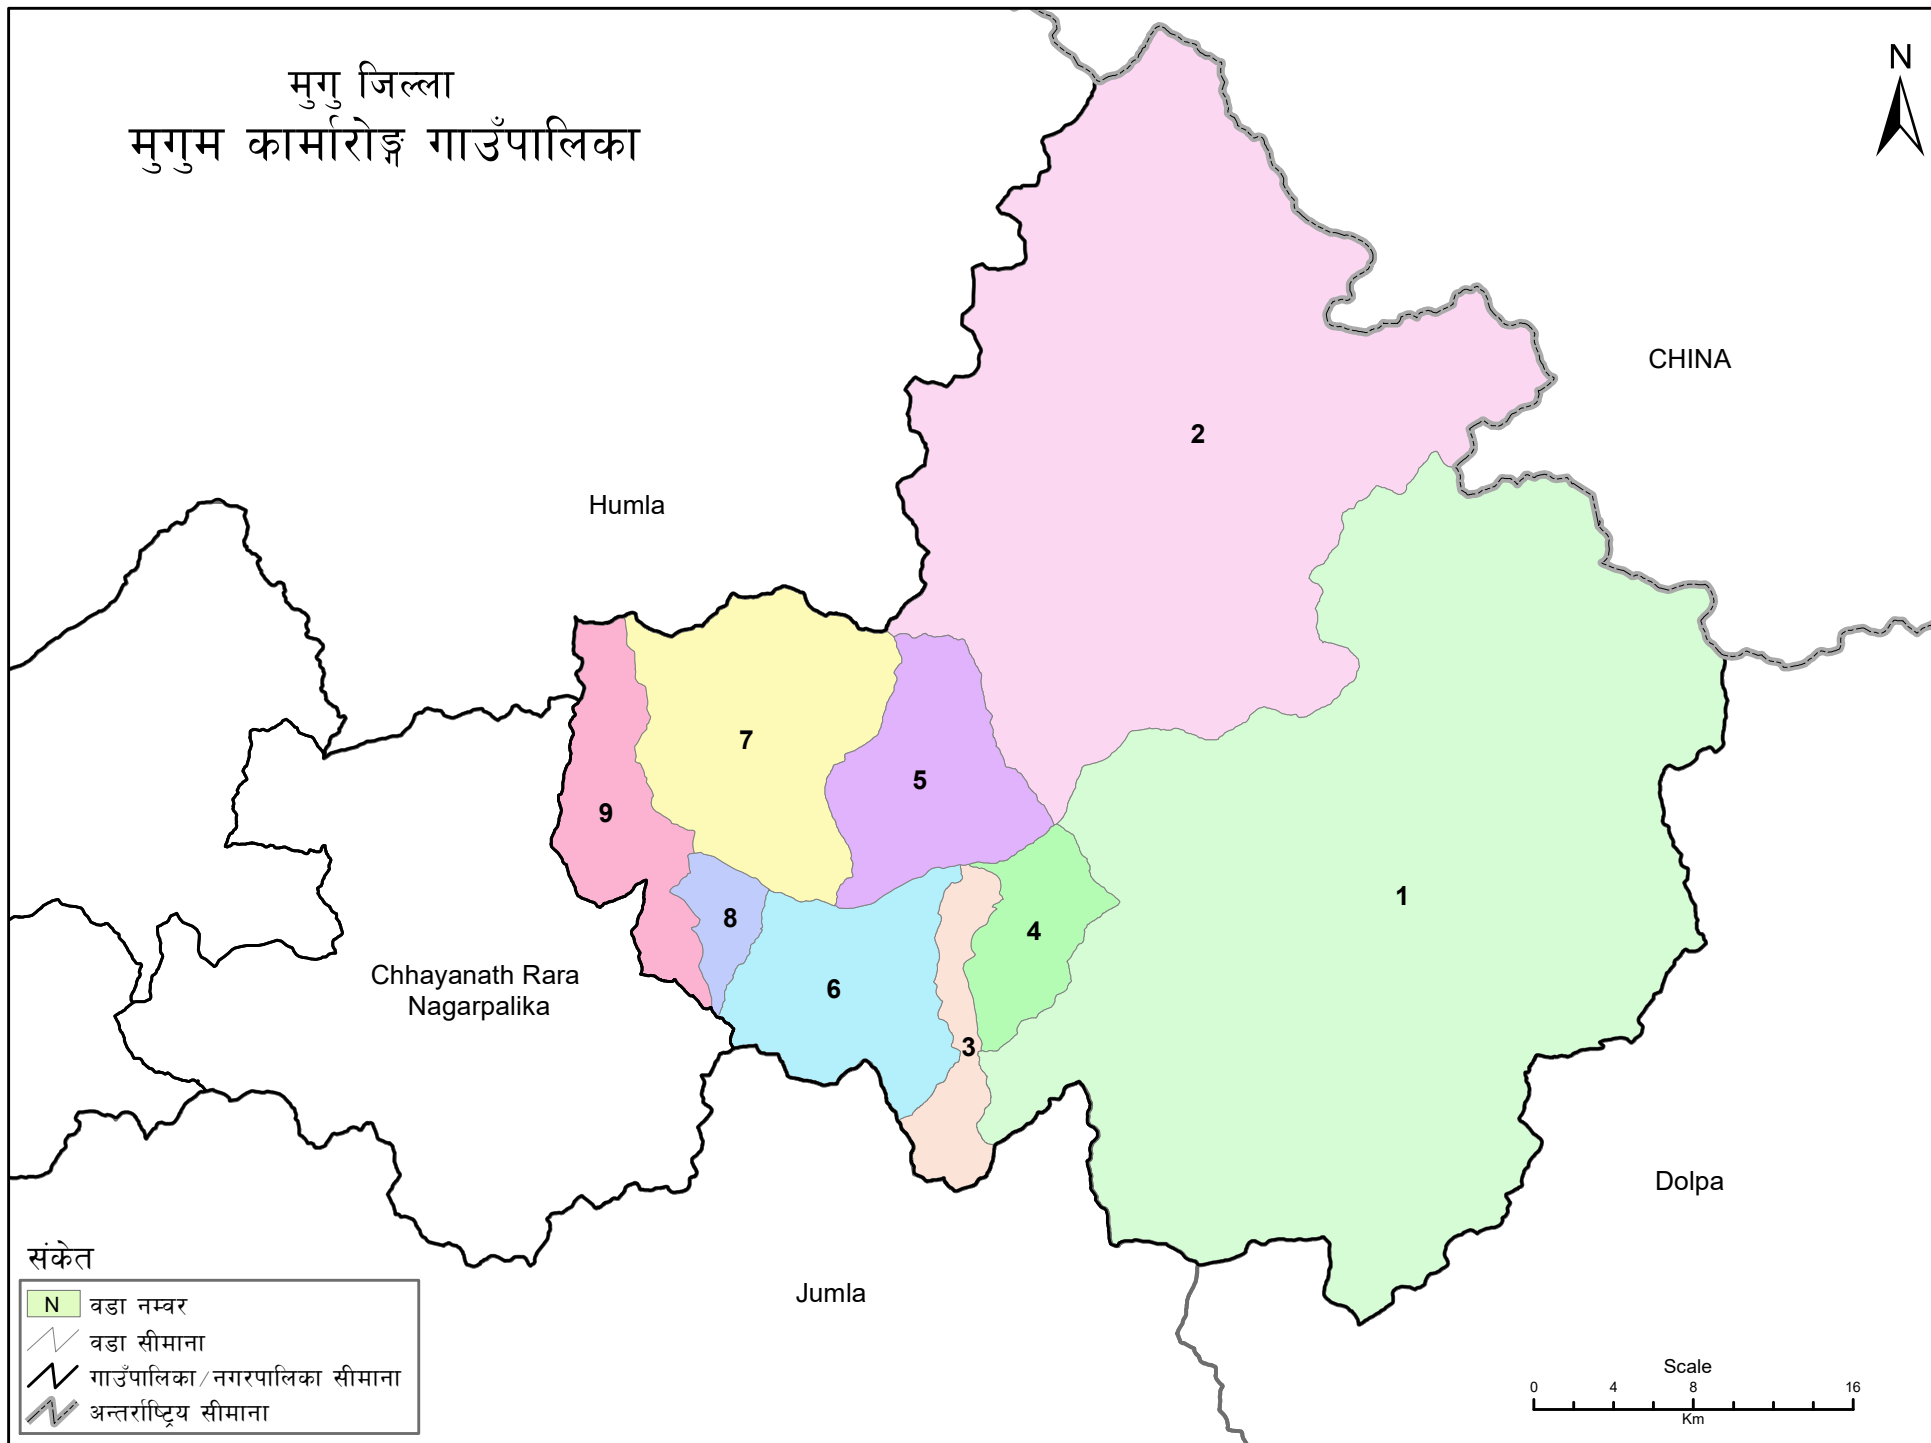 मुगु जिल्ला
मुगुम कार्मारोङ्ग गाउँपालिका
N
CHINA
2
Humla
7
5
9
1
8
4
Chhayanath Rara
Nagarpalika
6
3
Dolpa
Jumla
संकेत
N वडा नम्वर
वडा सीमाना
गाउँपालिका/नगरपालिका सीमाना
अन्तर्राष्ट्रिय सीमाना
Scale
0 4 8 16
Km